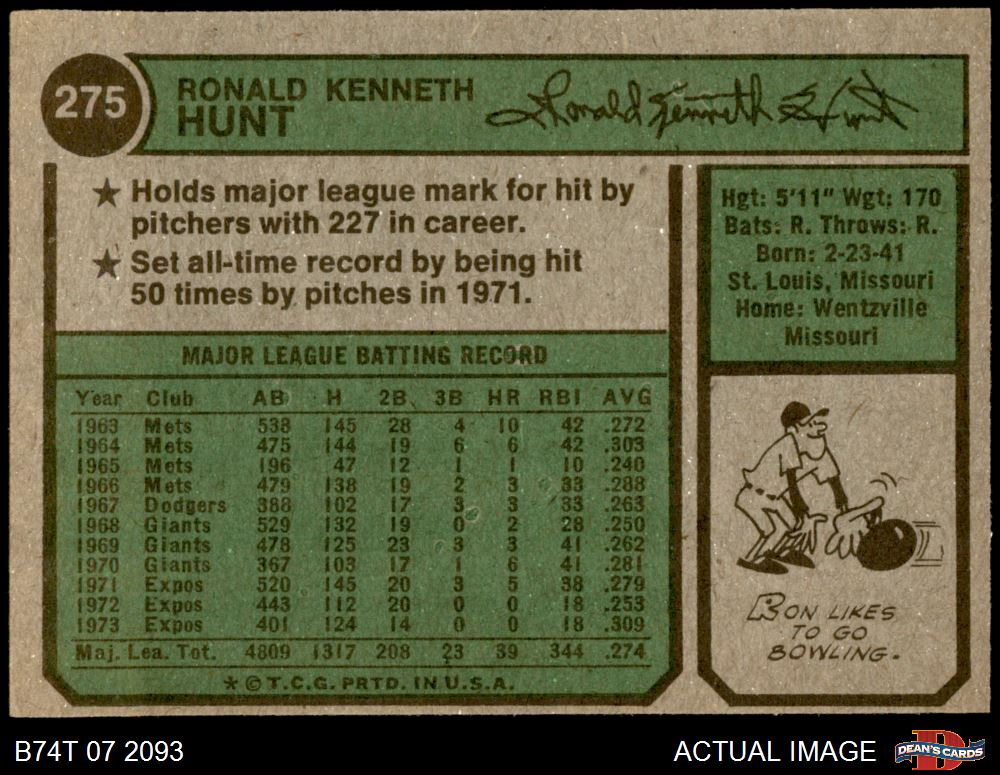 275
RONALD KENNETH
HUNT
Ronald Kenneth Hunt
★ Holds major league mark for hit by
pitchers with 227 in career.
★ Set all-time record by being hit
50 times by pitches in 1971.
Hgt: 5'11" Wgt: 170
Bats: R. Throws: R.
Born: 2-23-41
St. Louis, Missouri
Home: Wentzville
Missouri
MAJOR LEAGUE BATTING RECORD
Year Club AB H 2B 3B HR RBI AVG
1963 Mets 538 145 28 4 10 42 .272
1964 Mets 475 144 19 6 6 42 .303
1965 Mets 196 47 12 1 1 10 .240
1966 Mets 479 138 19 2 3 33 .288
1967 Dodgers 388 102 17 3 3 33 .263
1968 Giants 529 132 19 0 2 28 .250
1969 Giants 478 125 23 3 3 41 .262
1970 Giants 367 103 17 1 6 41 .281
1971 Expos 520 145 20 3 5 38 .279
1972 Expos 443 112 20 0 0 18 .253
1973 Expos 401 124 14 0 0 18 .309
Maj. Lea. Tot. 4809 1317 208 23 39 344 .274
* © T.C.G. PRTD. IN U.S.A.
RON LIKES
TO GO
BOWLING.
B74T 07 2093
ACTUAL IMAGE
D
DEAN'S CARDS